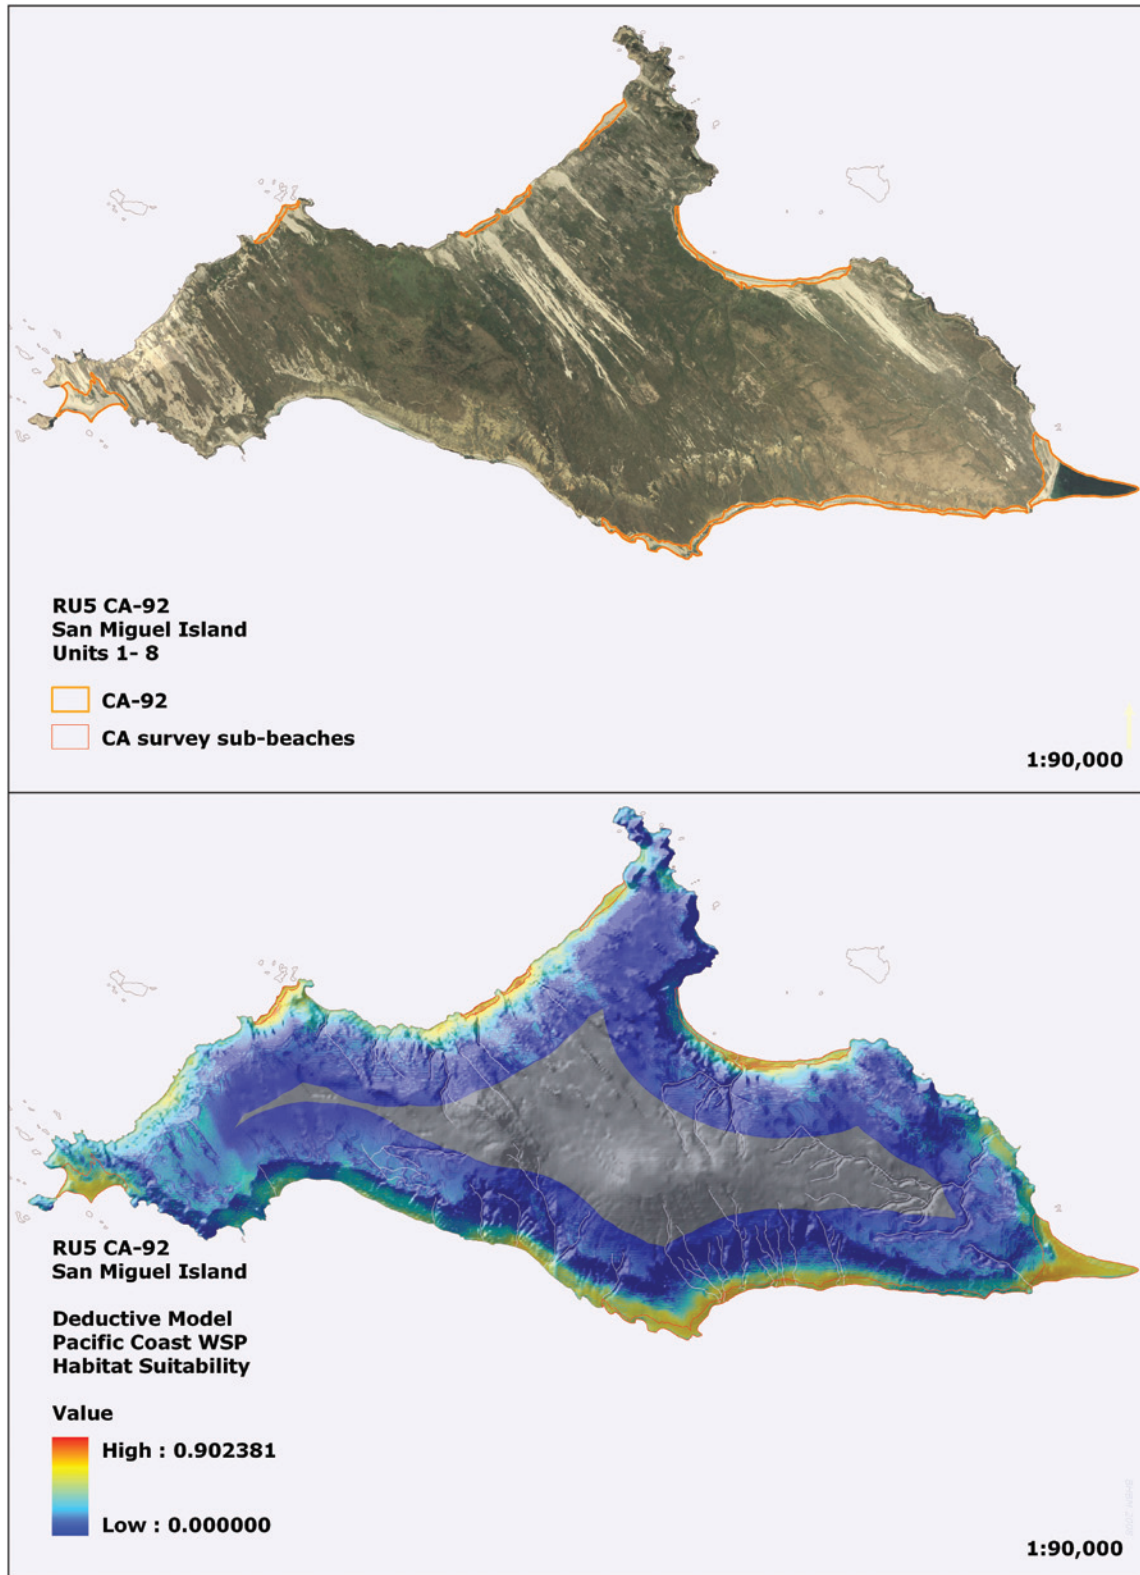 RU5 CA-92
San Miguel Island
Units 1- 8
CA-92
CA survey sub-beaches
1:90,000
RU5 CA-92
San Miguel Island
Deductive Model
Pacific Coast WSP
Habitat Suitability
Value
High : 0.902381
Low : 0.000000
1:90,000